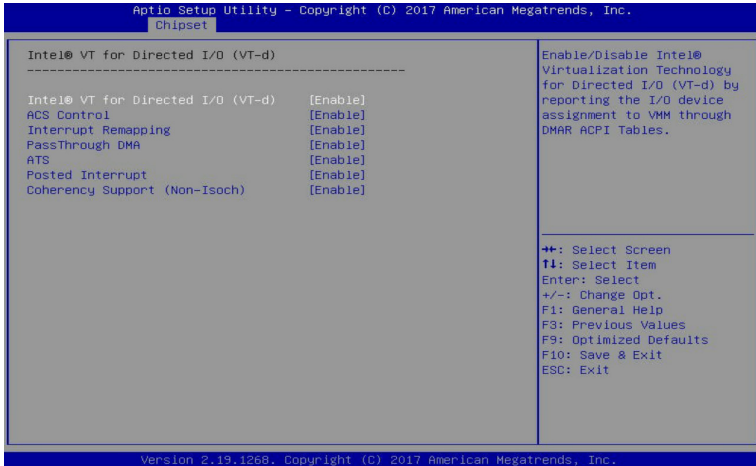 Aptio Setup Utility – Copyright (C) 2017 American Megatrends, Inc.
Chipset
Intel® VT for Directed I/O (VT-d)
--------------------------------------------------
Intel® VT for Directed I/O (VT-d) [Enable]
ACS Control [Enable]
Interrupt Remapping [Enable]
PassThrough DMA [Enable]
ATS [Enable]
Posted Interrupt [Enable]
Coherency Support (Non-Isoch) [Enable]
Enable/Disable Intel®
Virtualization Technology
for Directed I/O (VT-d) by
reporting the I/O device
assignment to VMM through
DMAR ACPI Tables.
→←: Select Screen
↑↓: Select Item
Enter: Select
+/-: Change Opt.
F1: General Help
F3: Previous Values
F9: Optimized Defaults
F10: Save & Exit
ESC: Exit
Version 2.19.1268. Copyright (C) 2017 American Megatrends, Inc.